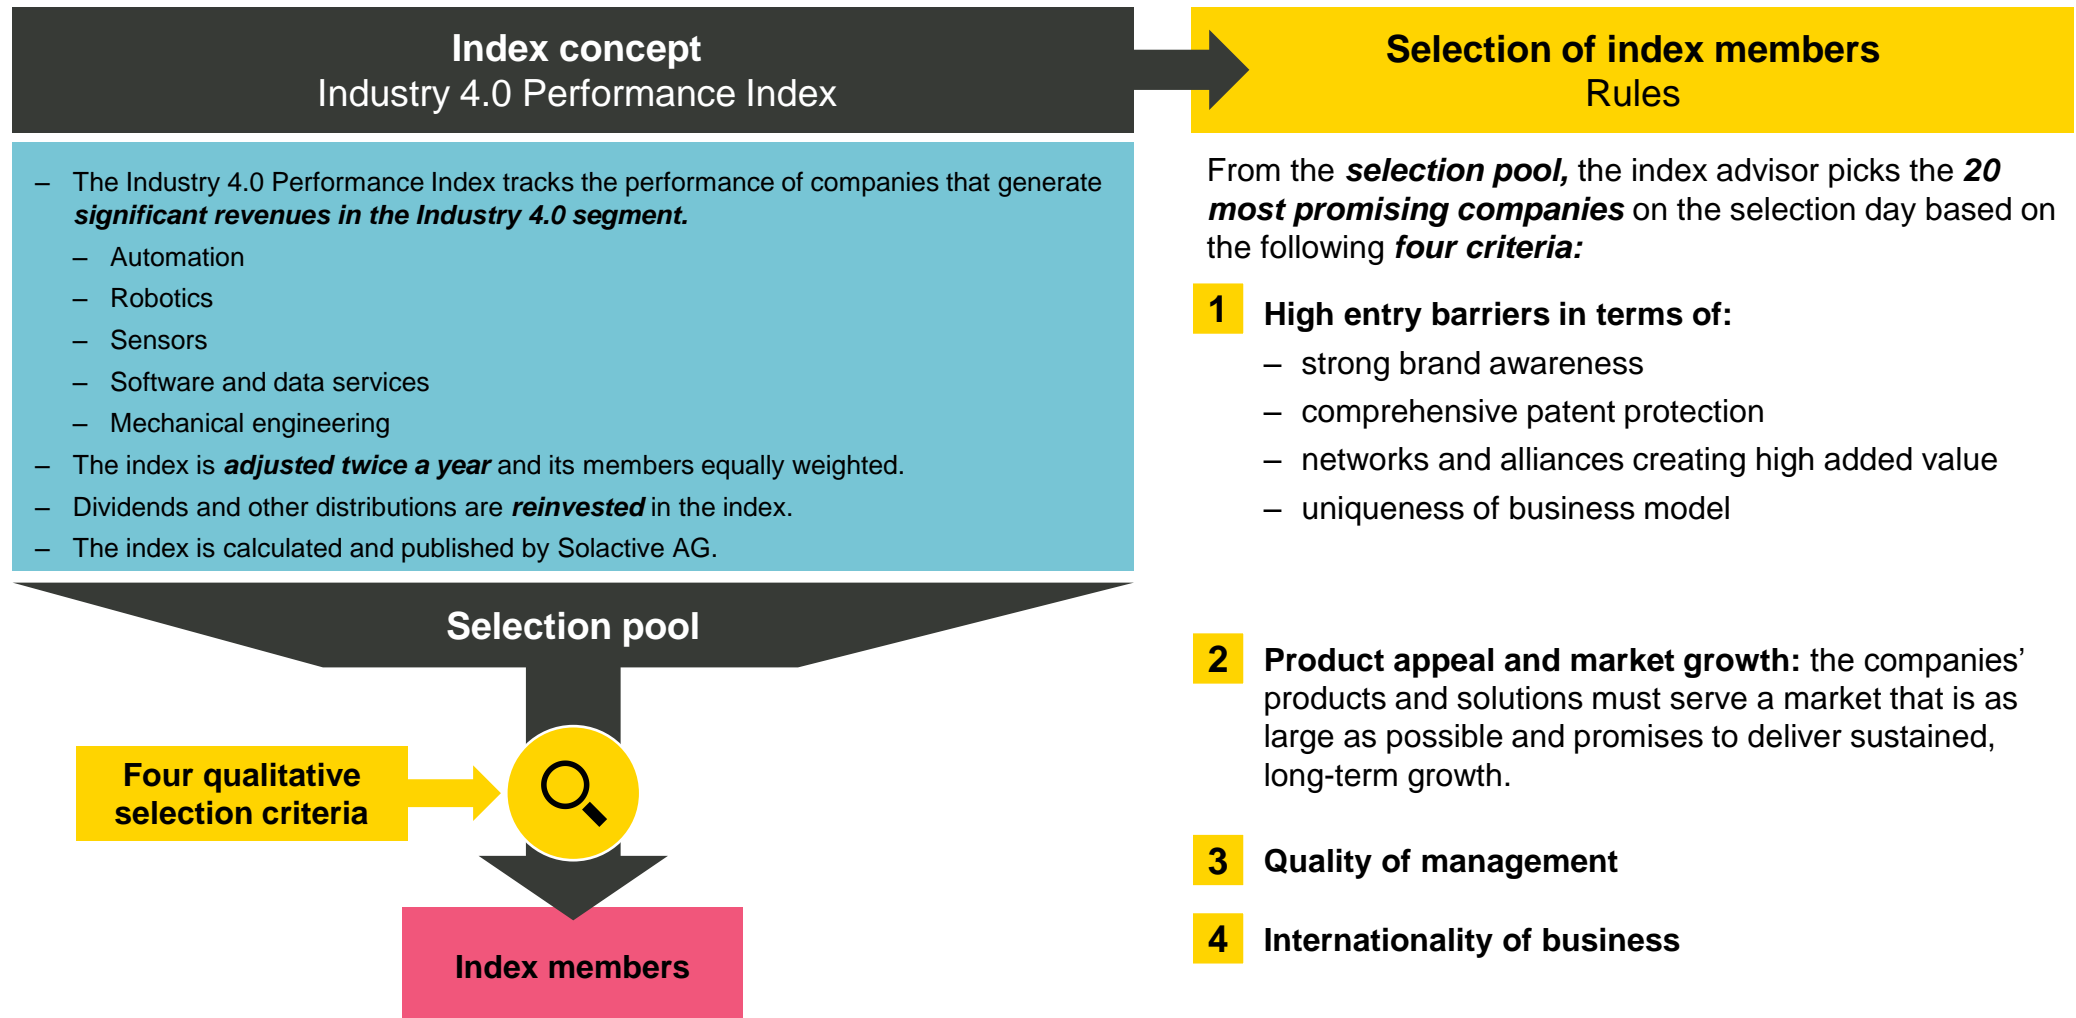 Index concept
Industry 4.0 Performance Index
– The Industry 4.0 Performance Index tracks the performance of companies that generate
significant revenues in the Industry 4.0 segment.
– Automation
– Robotics
– Sensors
– Software and data services
– Mechanical engineering
– The index is adjusted twice a year and its members equally weighted.
– Dividends and other distributions are reinvested in the index.
– The index is calculated and published by Solactive AG.
Selection pool
Four qualitative
selection criteria
Index members
Selection of index members
Rules
From the selection pool, the index advisor picks the 20
most promising companies on the selection day based on
the following four criteria:
1 High entry barriers in terms of:
– strong brand awareness
– comprehensive patent protection
– networks and alliances creating high added value
– uniqueness of business model
2 Product appeal and market growth: the companies’
products and solutions must serve a market that is as
large as possible and promises to deliver sustained,
long-term growth.
3 Quality of management
4 Internationality of business